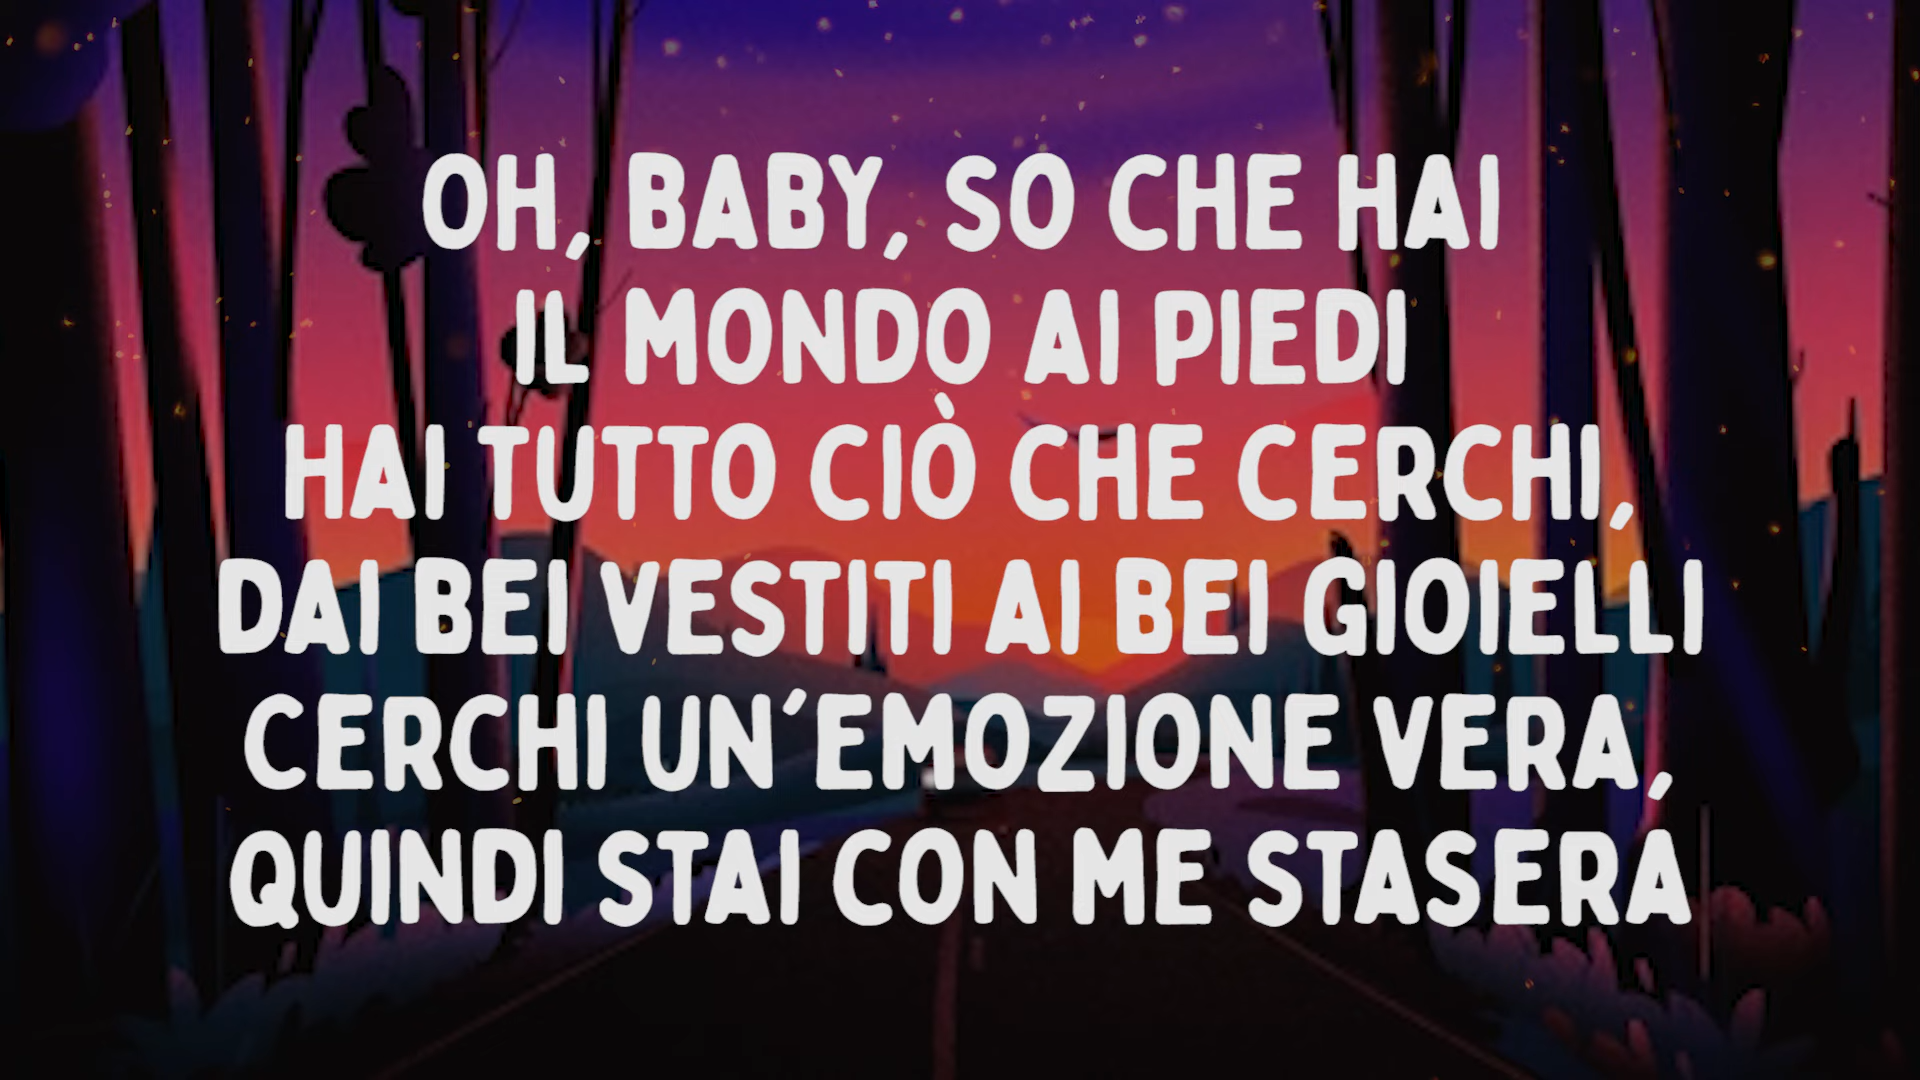 OH, BABY, SO CHE HAI
IL MONDO AI PIEDI
HAI TUTTO CIÒ CHE CERCHI,
DAI BEI VESTITI AI BEI GIOIELLI
CERCHI UN'EMOZIONE VERA,
QUINDI STAI CON ME STASERA